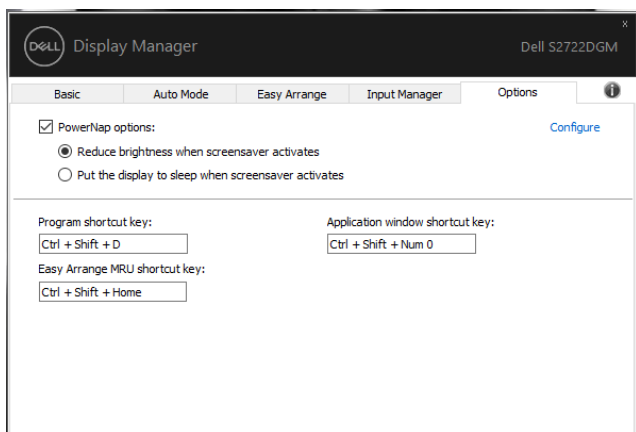 DELL Display Manager
Dell S2722DGM
x
Basic
Auto Mode
Easy Arrange
Input Manager
Options
i
PowerNap options:
Configure
Reduce brightness when screensaver activates
Put the display to sleep when screensaver activates
Program shortcut key:
Application window shortcut key:
Ctrl + Shift + D
Ctrl + Shift + Num 0
Easy Arrange MRU shortcut key:
Ctrl + Shift + Home